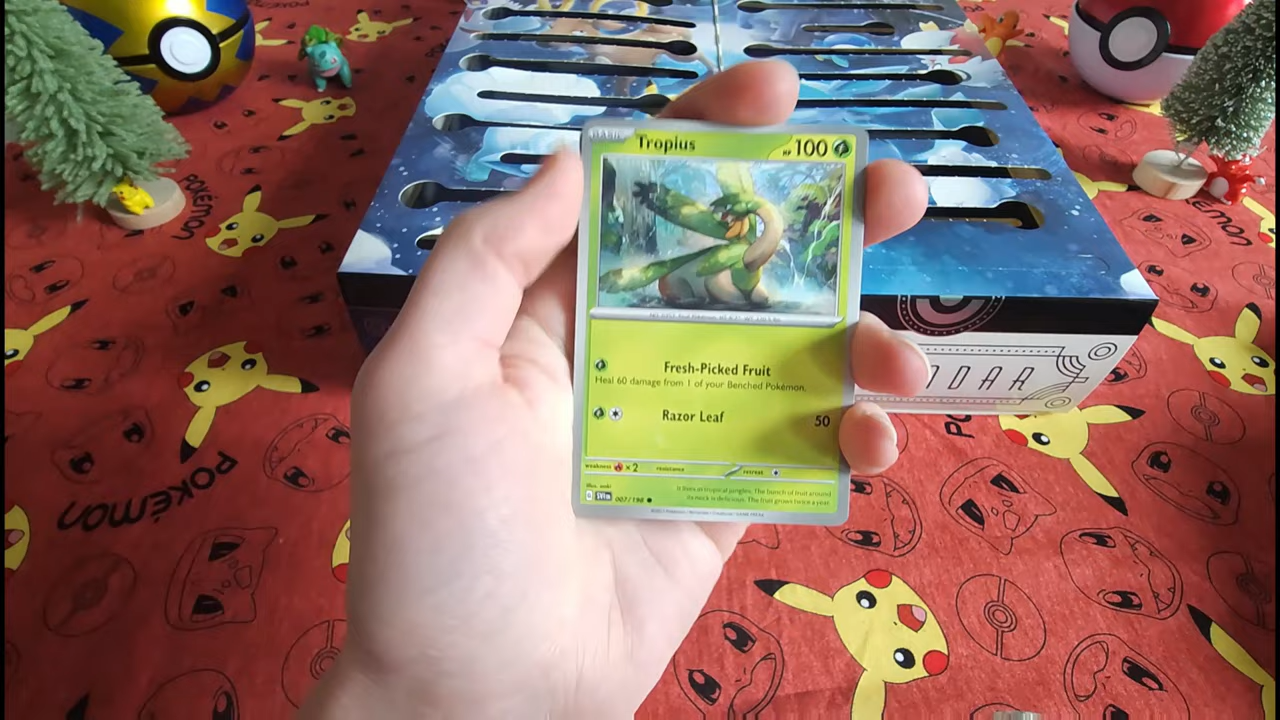 BASIC Tropius HP 100
Fresh-Picked Fruit
Heal 60 damage from 1 of your Benched Pokémon.
Razor Leaf 50
weakness ×2 resistance retreat
It lives in tropical jungles. The bunch of fruit around
its neck is delicious. The fruit grows twice a year.
007/198
POKÉMON
POKÉMON
POKÉMON
DAR